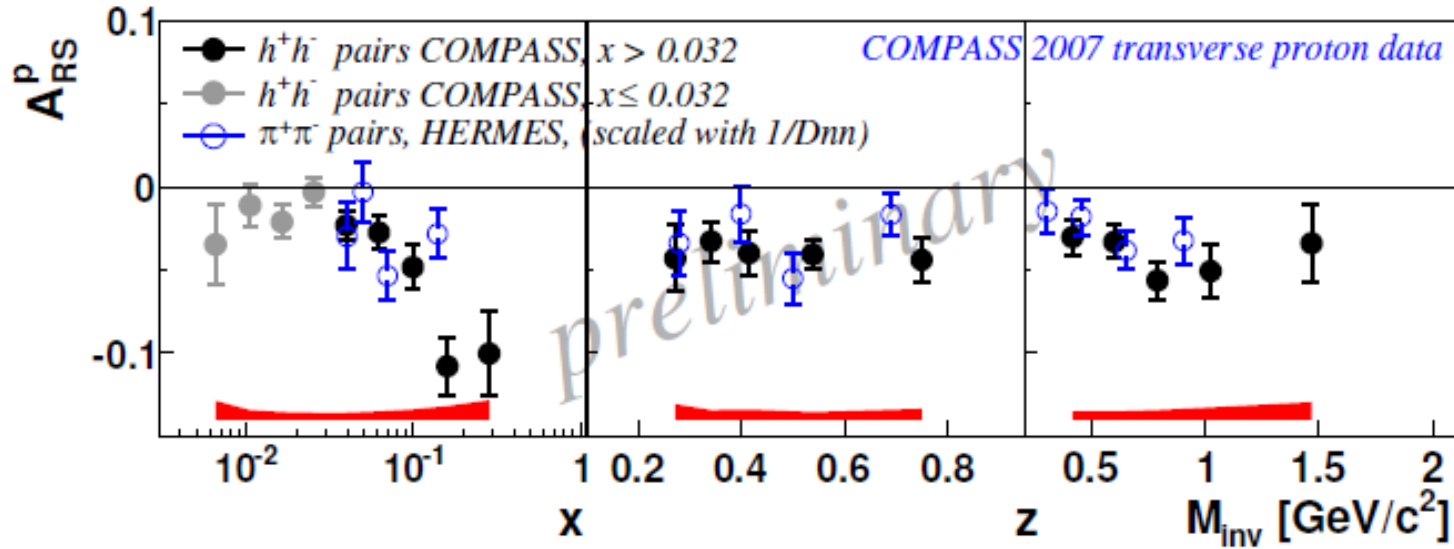 0.1
A^p_RS
h⁺h⁻ pairs COMPASS, x > 0.032
COMPASS 2007 transverse proton data
h⁺h⁻ pairs COMPASS, x ≤ 0.032
π⁺π⁻ pairs, HERMES, (scaled with 1/Dnn)
0
preliminary
-0.1
10⁻² 10⁻¹ 1 0.2 0.4 0.6 0.8 0.5 1 1.5 2
x z M_inv [GeV/c²]